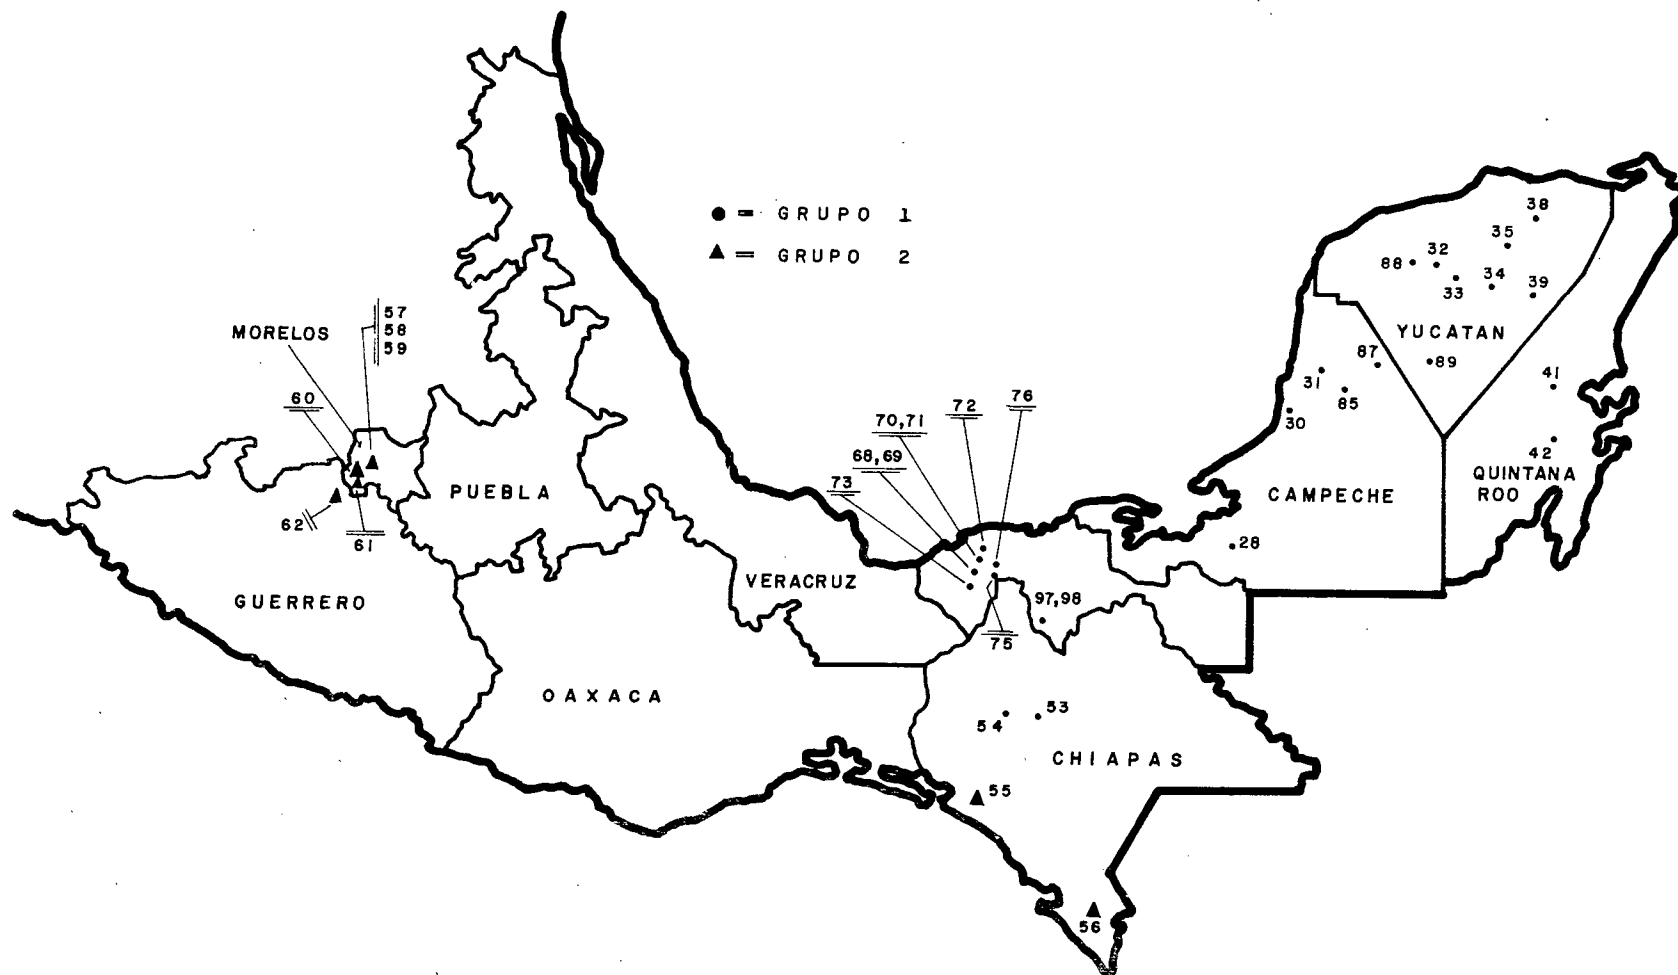 ● = GRUPO 1
▲ = GRUPO 2
MORELOS
57
58
59
60
62
61
PUEBLA
GUERRERO
OAXACA
VERACRUZ
73
68,69
70,71
72
76
75
97,98
54
53
CHIAPAS
55
56
28
CAMPECHE
30
31
85
87
89
YUCATAN
88
32
33
34
35
38
39
41
42
QUINTANA
ROO